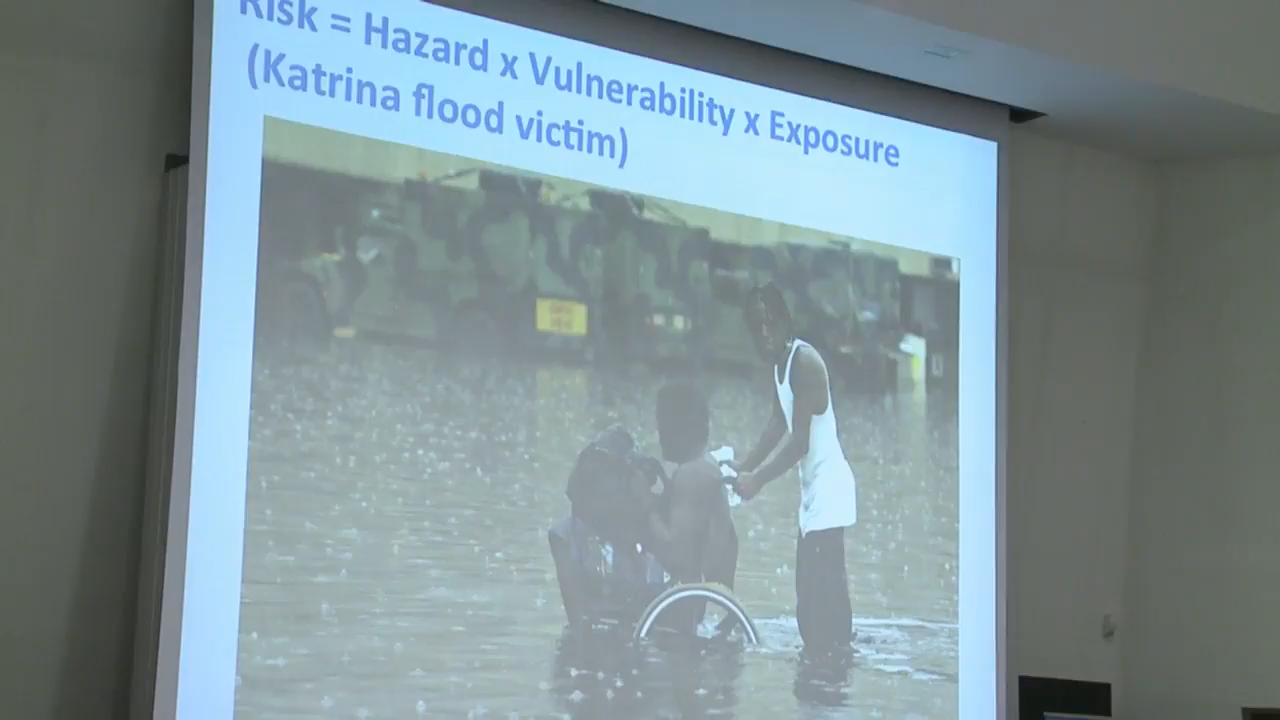 Risk = Hazard x Vulnerability x Exposure
(Katrina flood victim)